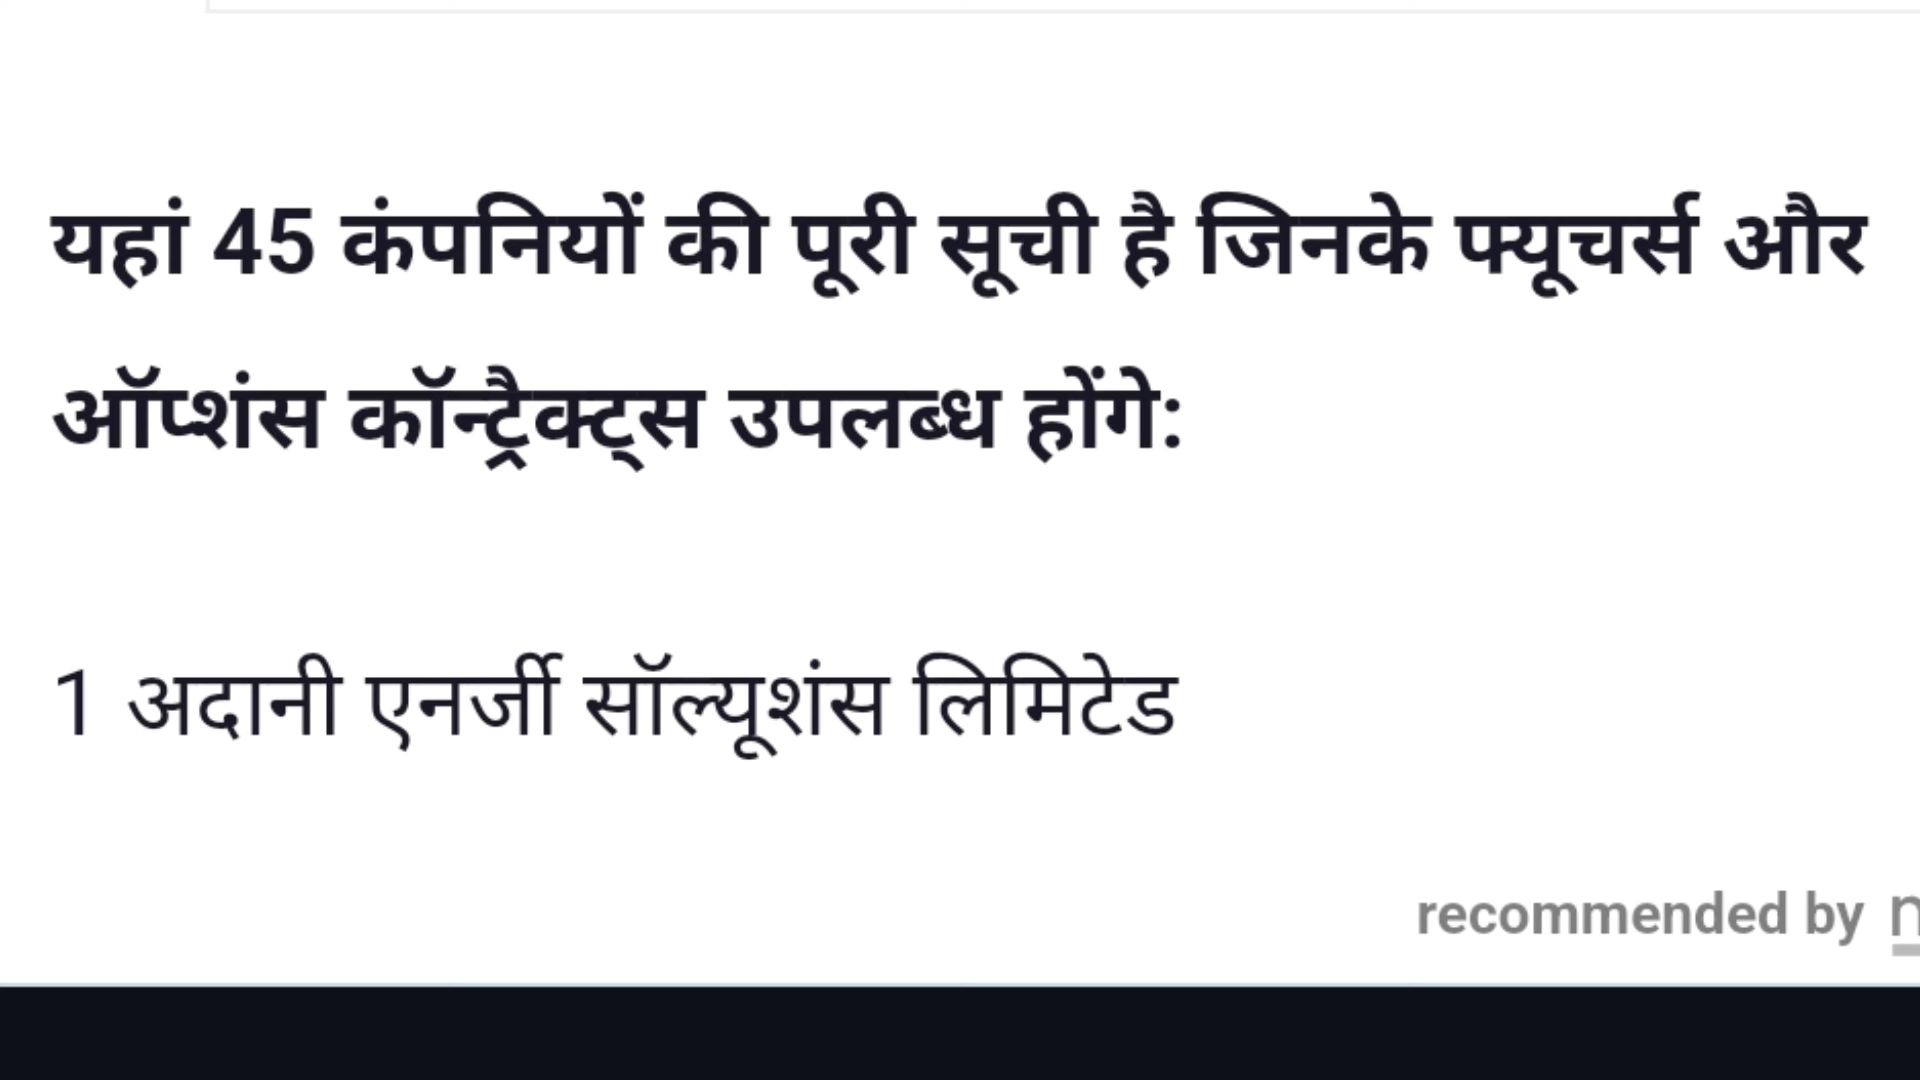 यहां 45 कंपनियों की पूरी सूची है जिनके फ्यूचर्स और
ऑप्शंस कॉन्ट्रैक्ट्स उपलब्ध होंगे:
1 अदानी एनर्जी सॉल्यूशंस लिमिटेड
recommended by